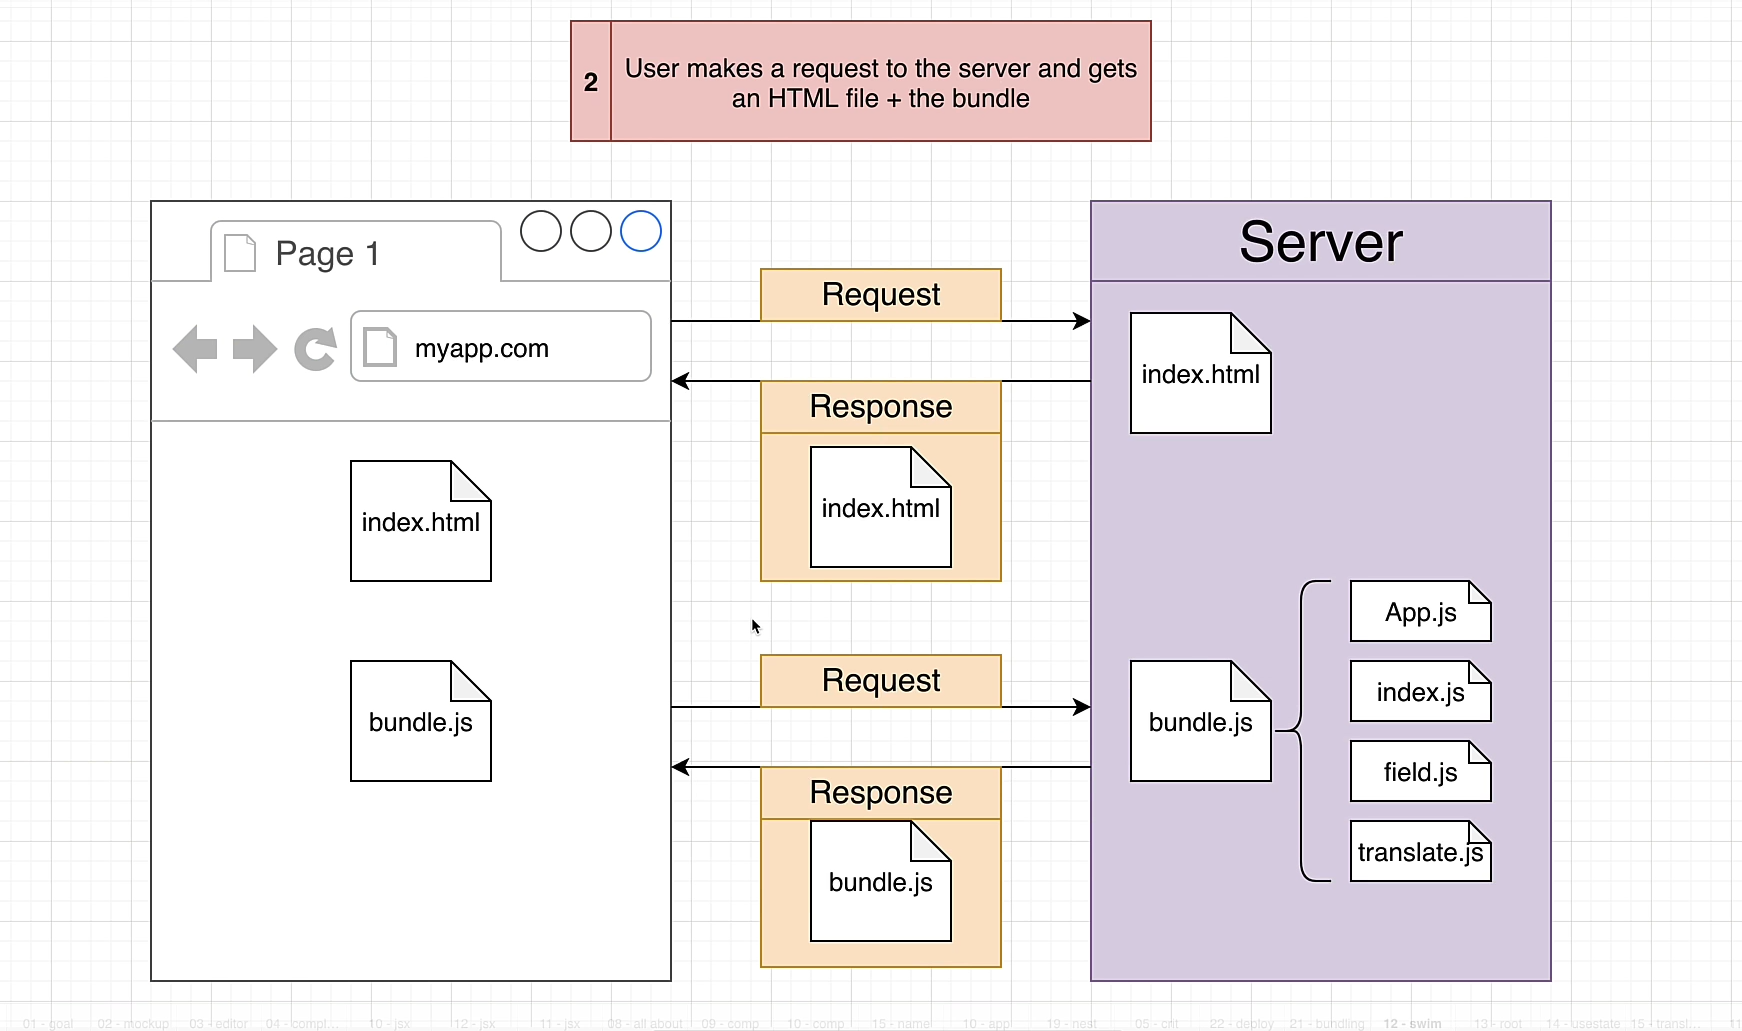 2
User makes a request to the server and gets
an HTML file + the bundle
Page 1
myapp.com
index.html
bundle.js
Request
Response
index.html
Request
Response
bundle.js
Server
index.html
bundle.js
App.js
index.js
field.js
translate.js
01 - goal 02 - mockup 03 - editor 04 - compl... 10 - jsx 12 - jsx 11 - jsx 08 - all about 09 - comp 10 - comp 15 - name 10 - app 19 - nest 05 - crit 22 - deploy 21 - bundling 12 - swim 13 - root 14 - usestate 15 - transl...